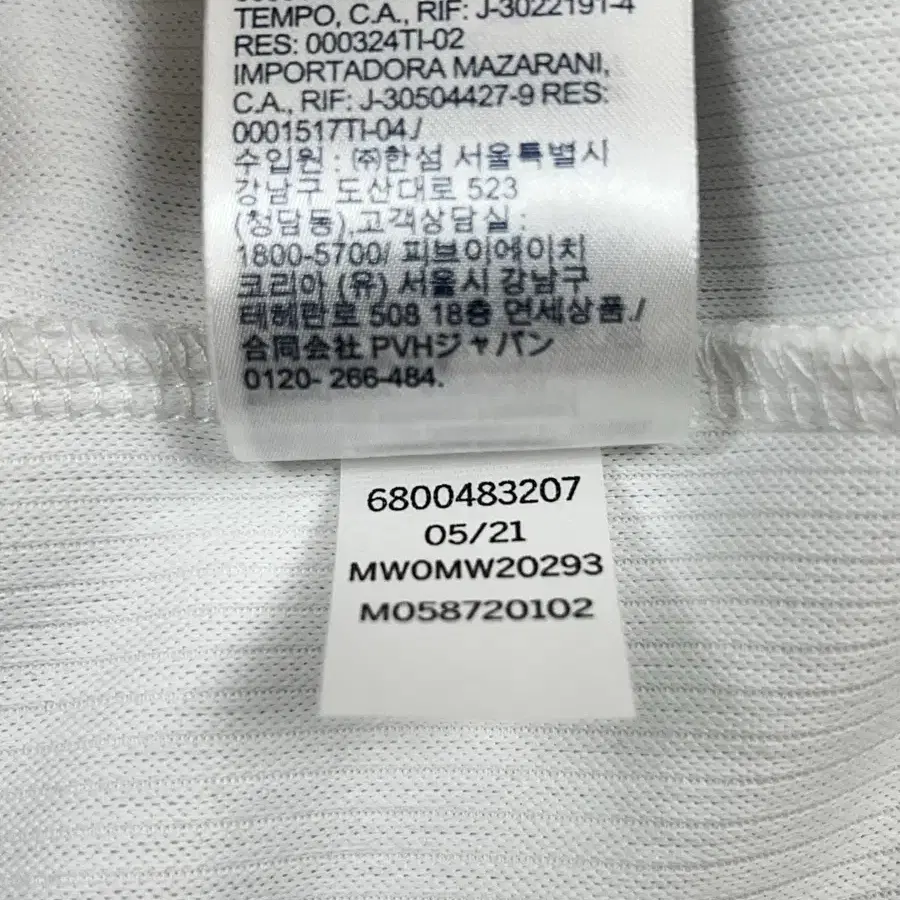 TEMPO, C.A., RIF: J-3022191-4
RES: 000324TI-02
IMPORTADORA MAZARANI,
C.A., RIF: J-30504427-9 RES:
0001517TI-04./
수입원 : ㈜한섬 서울특별시
강남구 도산대로 523
(청담동),고객상담실 :
1800-5700/ 피브이에이치
코리아 (유) 서울시 강남구
테헤란로 508 18층 면세상품./
合同会社 PVHジャパン
0120- 266-484.
6800483207
05/21
MW0MW20293
M058720102